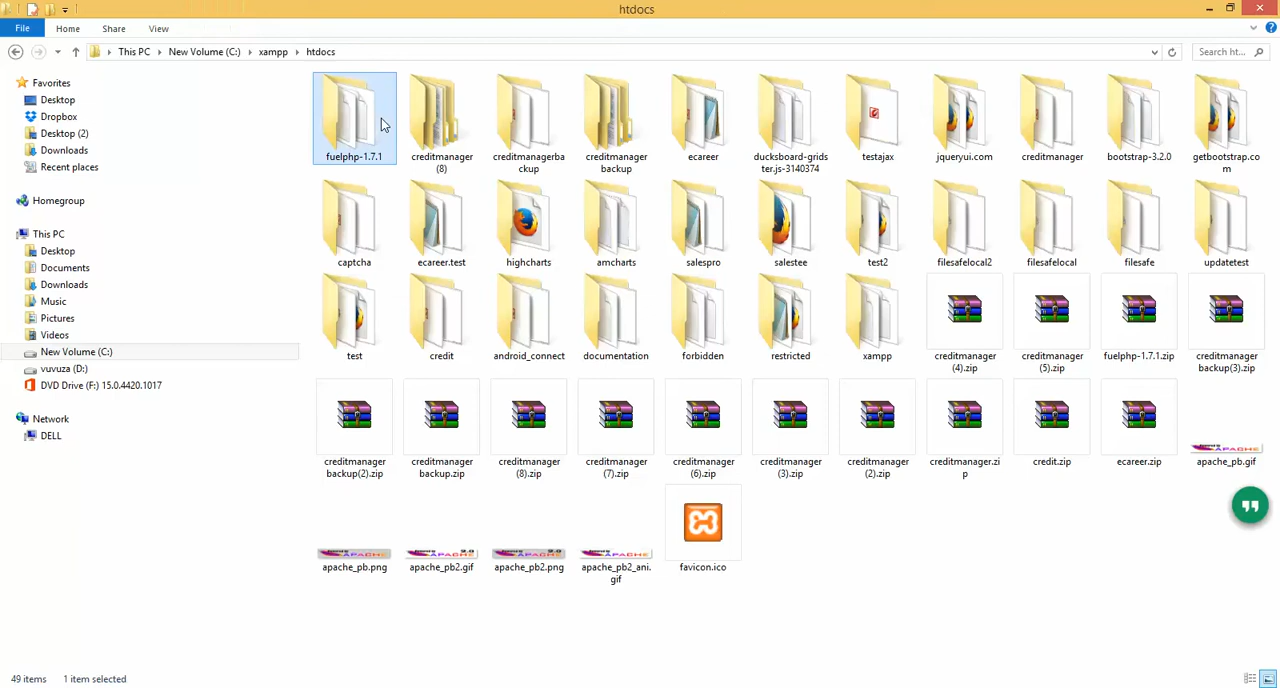 htdocs
File Home Share View
This PC New Volume (C:) xampp htdocs
Search ht...
Favorites
Desktop
Dropbox
Desktop (2)
Downloads
Recent places
Homegroup
This PC
Desktop
Documents
Downloads
Music
Pictures
Videos
New Volume (C:)
vuvuza (D:)
DVD Drive (F:) 15.0.4420.1017
Network
DELL
fuelphp-1.7.1
creditmanager
(8)
creditmanagerba
ckup
creditmanager
backup
ecareer
ducksboard-grids
ter.js-3140374
testajax
jqueryui.com
creditmanager
bootstrap-3.2.0
getbootstrap.co
m
captcha
ecareer.test
highcharts
amcharts
salespro
salestee
test2
filesafelocal2
filesafelocal
filesafe
updatetest
test
credit
android_connect
documentation
forbidden
restricted
xampp
creditmanager
(4).zip
creditmanager
(5).zip
fuelphp-1.7.1.zip
creditmanager
backup(3).zip
creditmanager
backup(2).zip
creditmanager
backup.zip
creditmanager
(8).zip
creditmanager
(7).zip
creditmanager
(6).zip
creditmanager
(3).zip
creditmanager
(2).zip
creditmanager.zi
p
credit.zip
ecareer.zip
apache_pb.gif
apache_pb.png
apache_pb2.gif
apache_pb2.png
apache_pb2_ani.
gif
favicon.ico
49 items 1 item selected